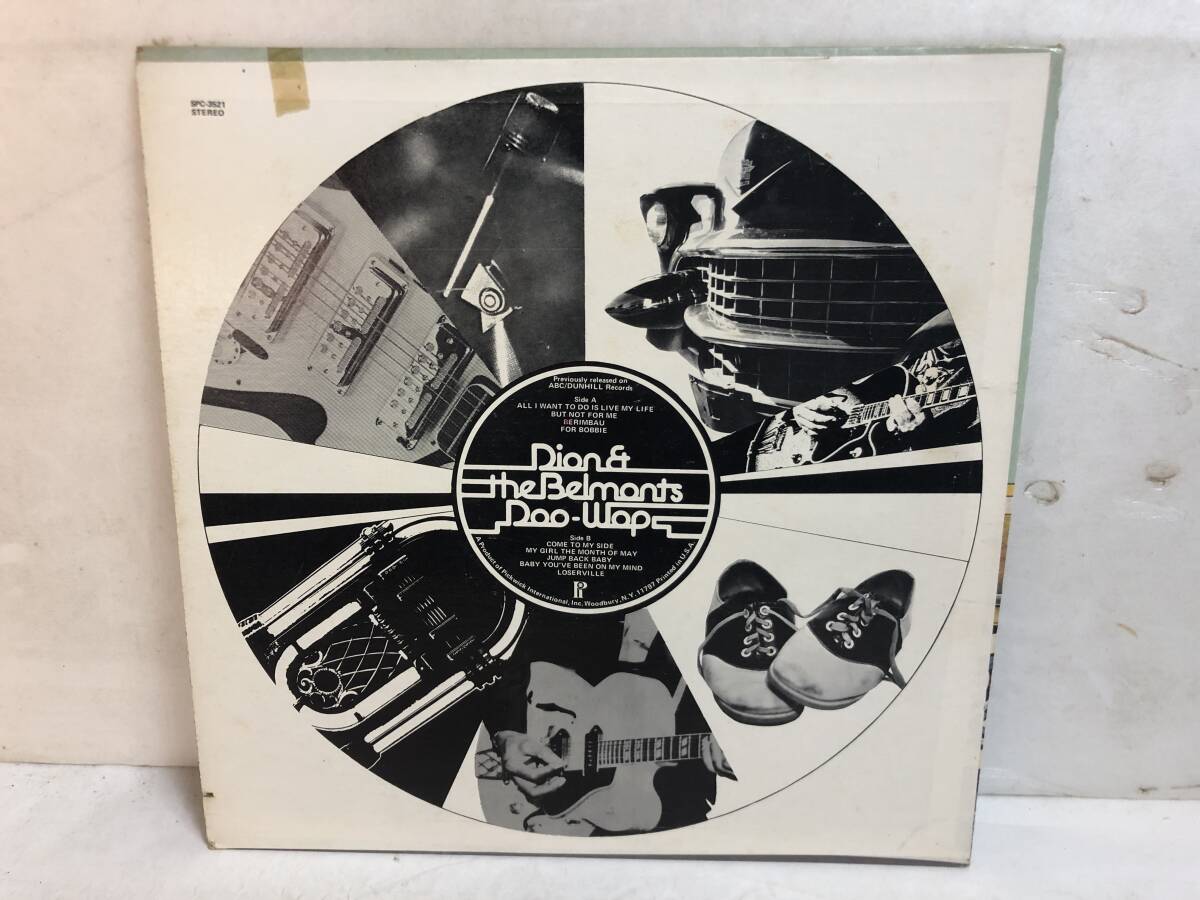 SPC-3521
STEREO
Previously released on
ABC/DUNHILL Records
Side A
ALL I WANT TO DO IS LIVE MY LIFE
BUT NOT FOR ME
BERIMBAU
FOR BOBBIE
Dion &
the Belmonts
Doo-Wop
Side B
COME TO MY SIDE
MY GIRL THE MONTH OF MAY
JUMP BACK BABY
BABY YOU'VE BEEN ON MY MIND
LOSERVILLE
A Product of Pickwick International, Inc. Woodbury, N.Y. 11797 Printed in U.S.A.